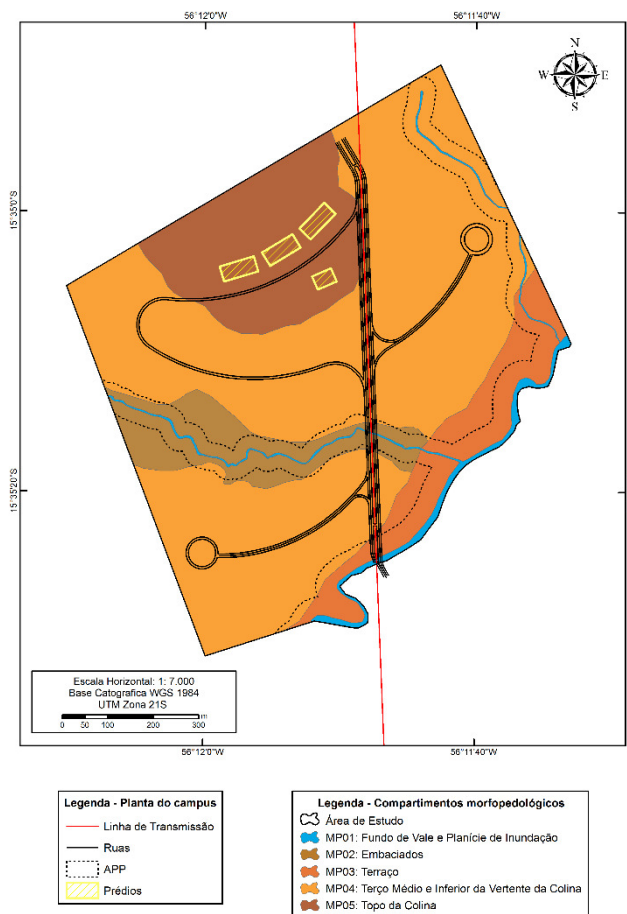 56°12'0"W 56°11'40"W
N
W E
S
15°35'0"S
15°35'20"S
Escala Horizontal: 1: 7.000
Base Catografica WGS 1984
UTM Zona 21S
0 50 100 200 300 m
56°12'0"W 56°11'40"W
Legenda - Planta do campus
Linha de Transmissão
Ruas
APP
Prédios
Legenda - Compartimentos morfopedológicos
Área de Estudo
MP01: Fundo de Vale e Planície de Inundação
MP02: Embaciados
MP03: Terraço
MP04: Terço Médio e Inferior da Vertente da Colina
MP05: Topo da Colina